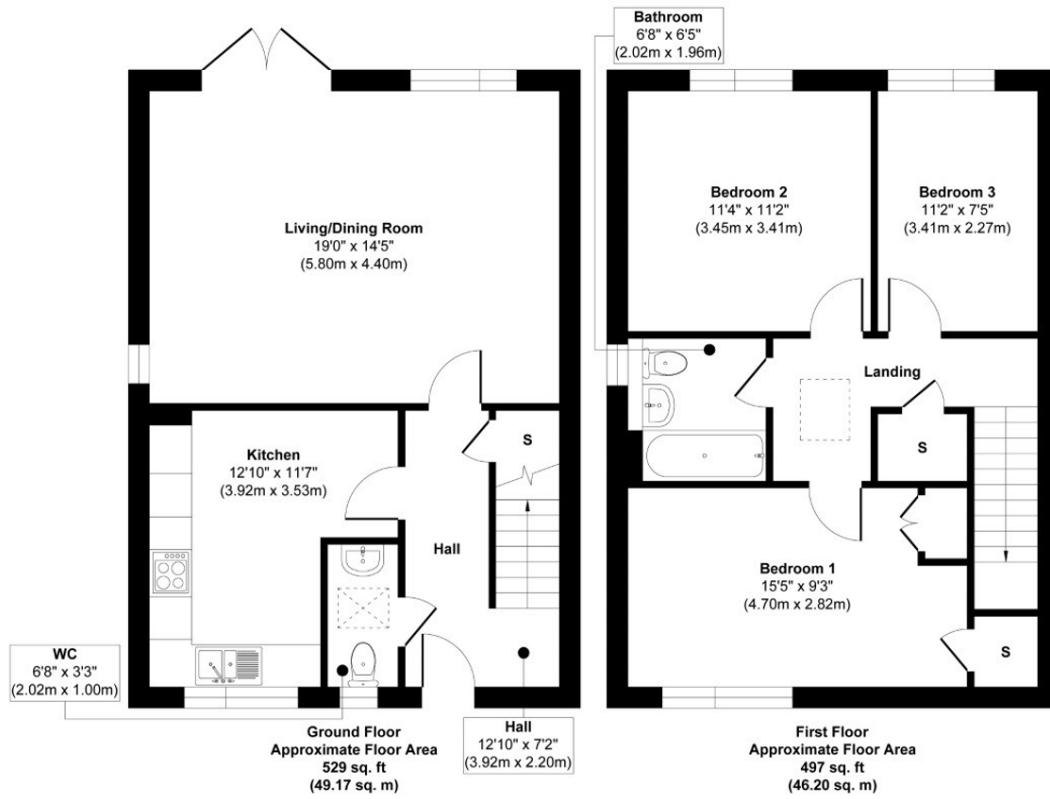 Bathroom
6'8" x 6'5"
(2.02m x 1.96m)
Living/Dining Room
19'0" x 14'5"
(5.80m x 4.40m)
Bedroom 2
11'4" x 11'2"
(3.45m x 3.41m)
Bedroom 3
11'2" x 7'5"
(3.41m x 2.27m)
Landing
Kitchen
12'10" x 11'7"
(3.92m x 3.53m)
S
S
Hall
Bedroom 1
15'5" x 9'3"
(4.70m x 2.82m)
S
WC
6'8" x 3'3"
(2.02m x 1.00m)
Hall
12'10" x 7'2"
(3.92m x 2.20m)
Ground Floor
Approximate Floor Area
529 sq. ft
(49.17 sq. m)
First Floor
Approximate Floor Area
497 sq. ft
(46.20 sq. m)